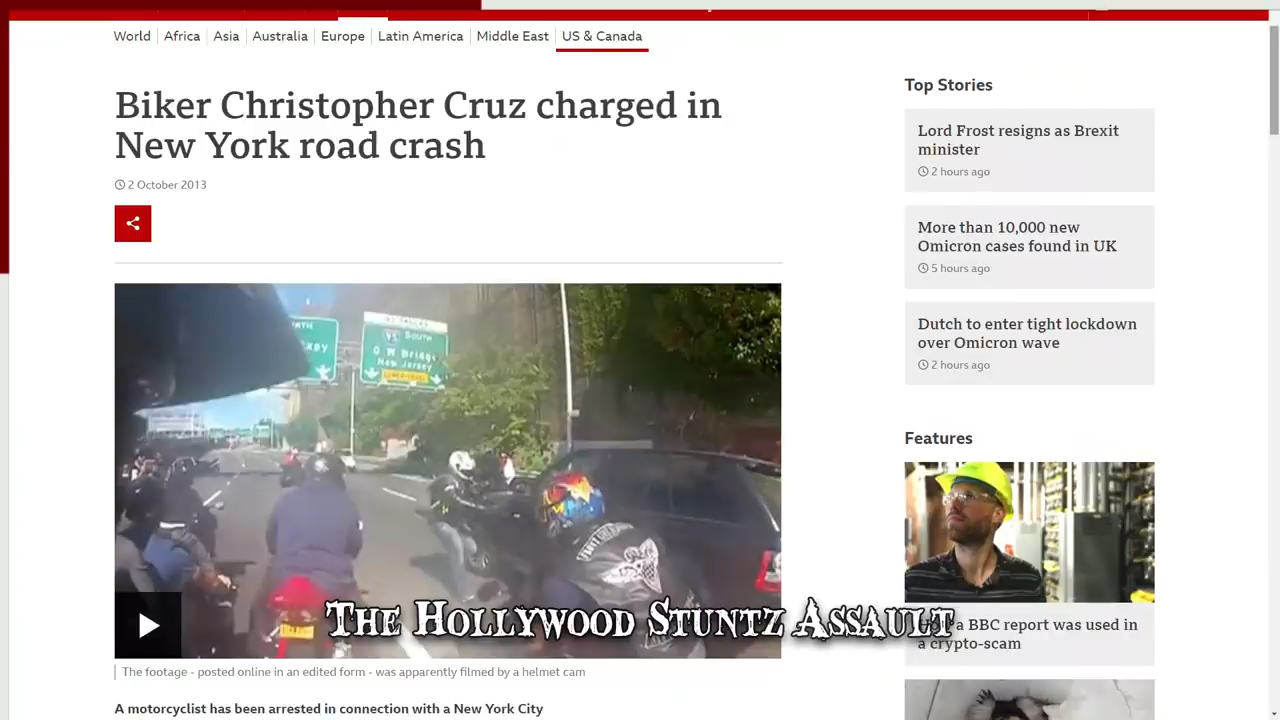 World
Africa
Asia
Australia
Europe
Latin America
Middle East
US & Canada
Biker Christopher Cruz charged in
New York road crash
2 October 2013
SOUTH
G W Bridge
New Jersey
THE HOLLYWOOD STUNTZ ASSAULT
The footage - posted online in an edited form - was apparently filmed by a helmet cam
A motorcyclist has been arrested in connection with a New York City
Top Stories
Lord Frost resigns as Brexit
minister
2 hours ago
More than 10,000 new
Omicron cases found in UK
5 hours ago
Dutch to enter tight lockdown
over Omicron wave
2 hours ago
Features
a BBC report was used in
a crypto-scam